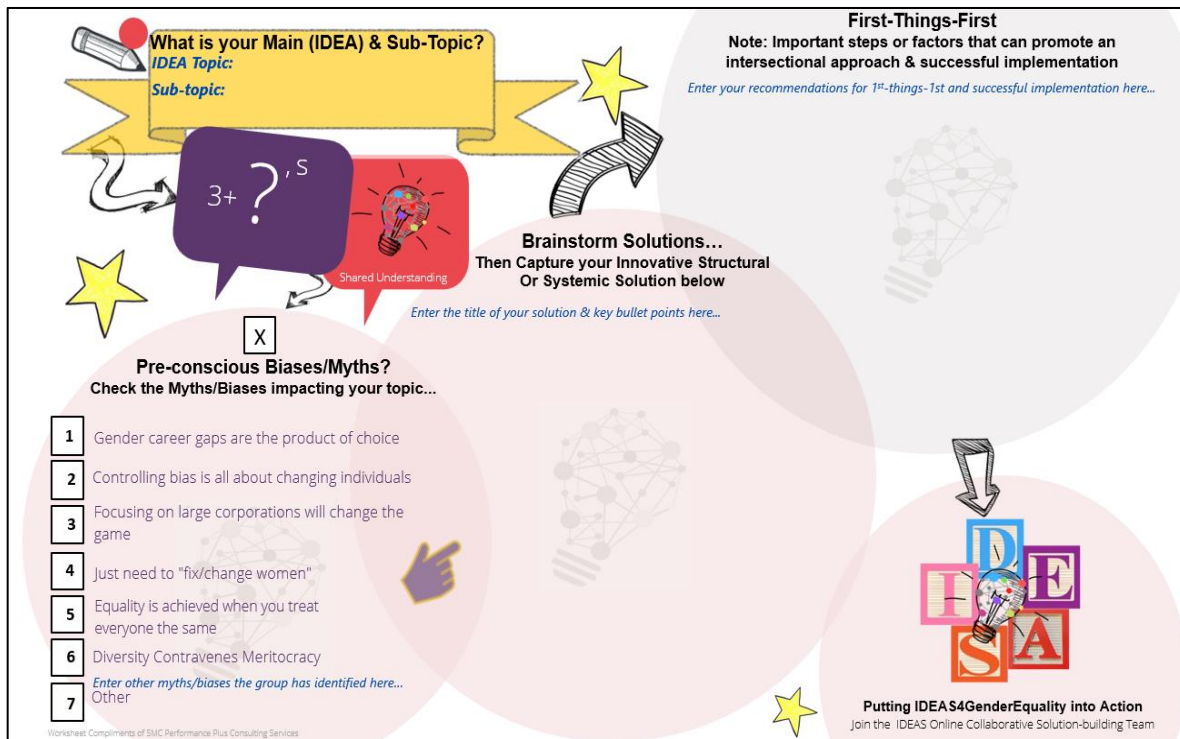 What is your Main (IDEA) & Sub-Topic?
IDEA Topic:
Sub-topic:
3+ ?'s
Shared Understanding
X
Pre-conscious Biases/Myths?
Check the Myths/Biases impacting your topic...
1 Gender career gaps are the product of choice
2 Controlling bias is all about changing individuals
3 Focusing on large corporations will change the
game
4 Just need to "fix/change women"
5 Equality is achieved when you treat
everyone the same
6 Diversity Contravenes Meritocracy
Enter other myths/biases the group has identified here...
7 Other
Worksheet Compliments of SMC Performance Plus Consulting Services
Brainstorm Solutions…
Then Capture your Innovative Structural
Or Systemic Solution below
Enter the title of your solution & key bullet points here...
First-Things-First
Note: Important steps or factors that can promote an
intersectional approach & successful implementation
Enter your recommendations for 1st-things-1st and successful implementation here...
I D E A S
Putting IDEAS4GenderEquality into Action
Join the IDEAS Online Collaborative Solution-building Team